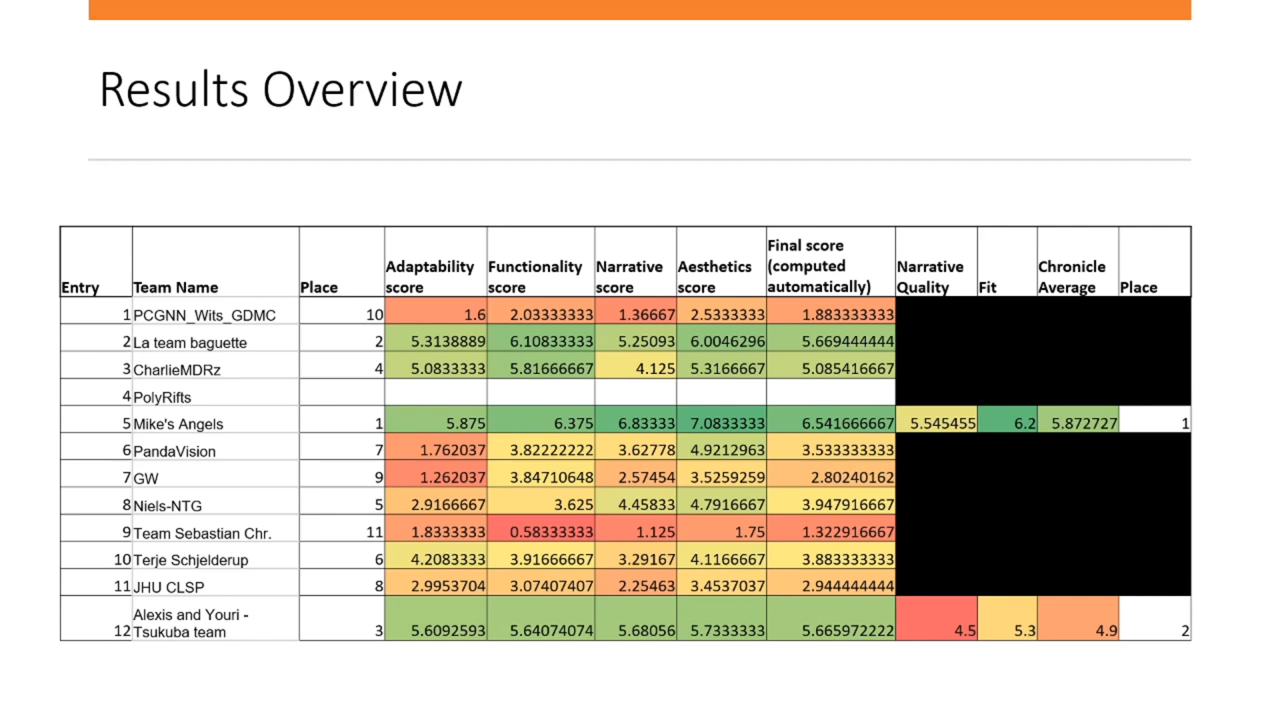 Results Overview
Entry Team Name Place Adaptability score Functionality score Narrative score Aesthetics score Final score (computed automatically) Narrative Quality Fit Chronicle Average Place
1 PCGNN_Wits_GDMC 10 1.6 2.03333333 1.36667 2.5333333 1.883333333
2 La team baguette 2 5.3138889 6.10833333 5.25093 6.0046296 5.669444444
3 CharlieMDRz 4 5.0833333 5.81666667 4.125 5.3166667 5.085416667
4 PolyRifts
5 Mike's Angels 1 5.875 6.375 6.83333 7.0833333 6.541666667 5.545455 6.2 5.872727 1
6 PandaVision 7 1.762037 3.82222222 3.62778 4.9212963 3.533333333
7 GW 9 1.262037 3.84710648 2.57454 3.5259259 2.80240162
8 Niels-NTG 5 2.9166667 3.625 4.45833 4.7916667 3.947916667
9 Team Sebastian Chr. 11 1.8333333 0.58333333 1.125 1.75 1.322916667
10 Terje Schjelderup 6 4.2083333 3.91666667 3.29167 4.1166667 3.883333333
11 JHU CLSP 8 2.9953704 3.07407407 2.25463 3.4537037 2.944444444
12 Alexis and Youri - Tsukuba team 3 5.6092593 5.64074074 5.68056 5.7333333 5.665972222 4.5 5.3 4.9 2